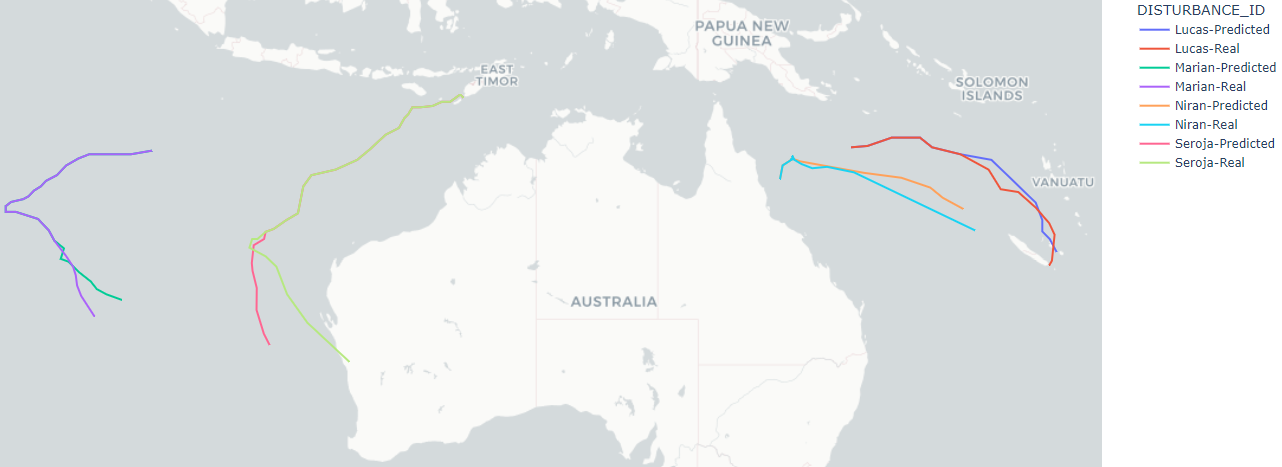 PAPUA NEW
GUINEA
EAST
TIMOR
SOLOMON
ISLANDS
VANUATU
AUSTRALIA
DISTURBANCE_ID
Lucas-Predicted
Lucas-Real
Marian-Predicted
Marian-Real
Niran-Predicted
Niran-Real
Seroja-Predicted
Seroja-Real